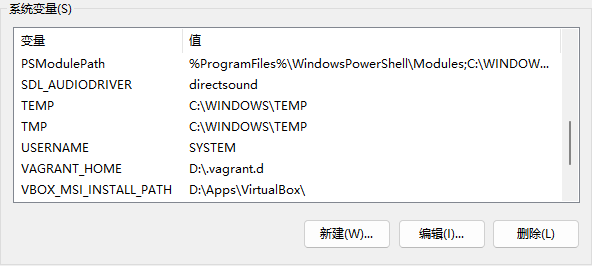 系统变量(S)
变量 值
PSModulePath %ProgramFiles%\WindowsPowerShell\Modules;C:\WINDOW...
SDL_AUDIODRIVER directsound
TEMP C:\WINDOWS\TEMP
TMP C:\WINDOWS\TEMP
USERNAME SYSTEM
VAGRANT_HOME D:\.vagrant.d
VBOX_MSI_INSTALL_PATH D:\Apps\VirtualBox\
新建(W)... 编辑(I)... 删除(L)